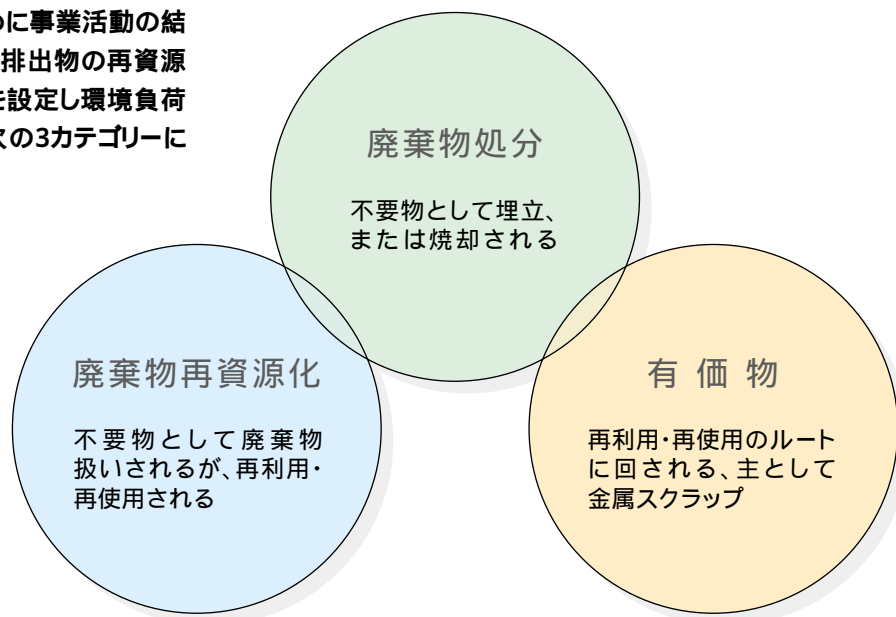 めに事業活動の結
排出物の再資源
を設定し環境負荷
次の3カテゴリーに
廃棄物処分
不要物として埋立、
または焼却される
廃棄物再資源化
不要物として廃棄物
扱いされるが、再利用・
再使用される
有価物
再利用・再使用のルート
に回される、主として
金属スクラップ